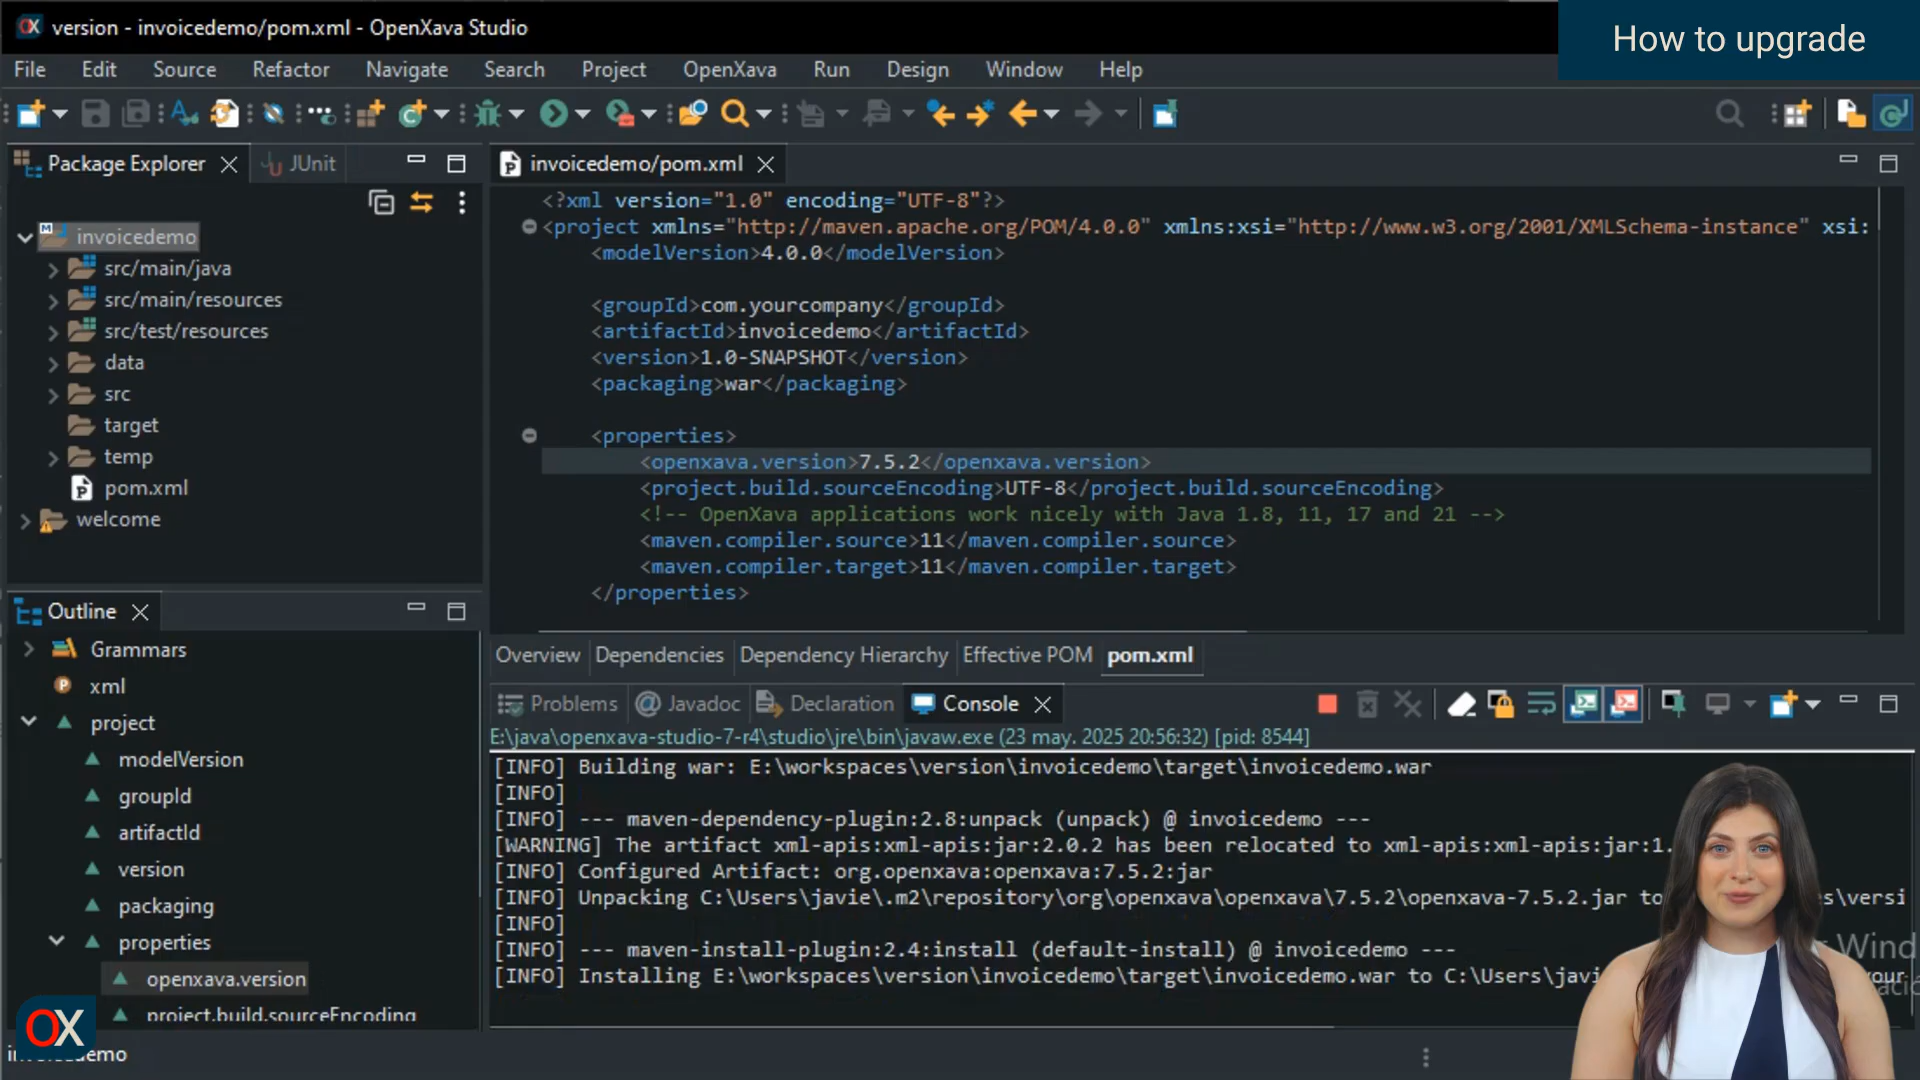 version - invoicedemo/pom.xml - OpenXava Studio
How to upgrade
File Edit Source Refactor Navigate Search Project OpenXava Run Design Window Help
Package Explorer
JUnit
invoicedemo
src/main/java
src/main/resources
src/test/resources
data
src
target
temp
pom.xml
welcome
Outline
Grammars
xml
project
modelVersion
groupId
artifactId
version
packaging
properties
openxava.version
project.build.sourceEncoding
OX
demo
invoicedemo/pom.xml
<?xml version="1.0" encoding="UTF-8"?>
<project xmlns="http://maven.apache.org/POM/4.0.0" xmlns:xsi="http://www.w3.org/2001/XMLSchema-instance" xsi:
<modelVersion>4.0.0</modelVersion>
<groupId>com.yourcompany</groupId>
<artifactId>invoicedemo</artifactId>
<version>1.0-SNAPSHOT</version>
<packaging>war</packaging>
<properties>
<openxava.version>7.5.2</openxava.version>
<project.build.sourceEncoding>UTF-8</project.build.sourceEncoding>
<!-- OpenXava applications work nicely with Java 1.8, 11, 17 and 21 -->
<maven.compiler.source>11</maven.compiler.source>
<maven.compiler.target>11</maven.compiler.target>
</properties>
Overview Dependencies Dependency Hierarchy Effective POM pom.xml
Problems Javadoc Declaration Console
E:\java\openxava-studio-7-r4\studio\jre\bin\javaw.exe (23 may. 2025 20:56:32) [pid: 8544]
[INFO] Building war: E:\workspaces\version\invoicedemo\target\invoicedemo.war
[INFO]
[INFO] --- maven-dependency-plugin:2.8:unpack (unpack) @ invoicedemo ---
[WARNING] The artifact xml-apis:xml-apis:jar:2.0.2 has been relocated to xml-apis:xml-apis:jar:1.
[INFO] Configured Artifact: org.openxava:openxava:7.5.2:jar
[INFO] Unpacking C:\Users\javie\.m2\repository\org\openxava\openxava\7.5.2\openxava-7.5.2.jar to s\versi
[INFO]
[INFO] --- maven-install-plugin:2.4:install (default-install) @ invoicedemo ---
[INFO] Installing E:\workspaces\version\invoicedemo\target\invoicedemo.war to C:\Users\javi